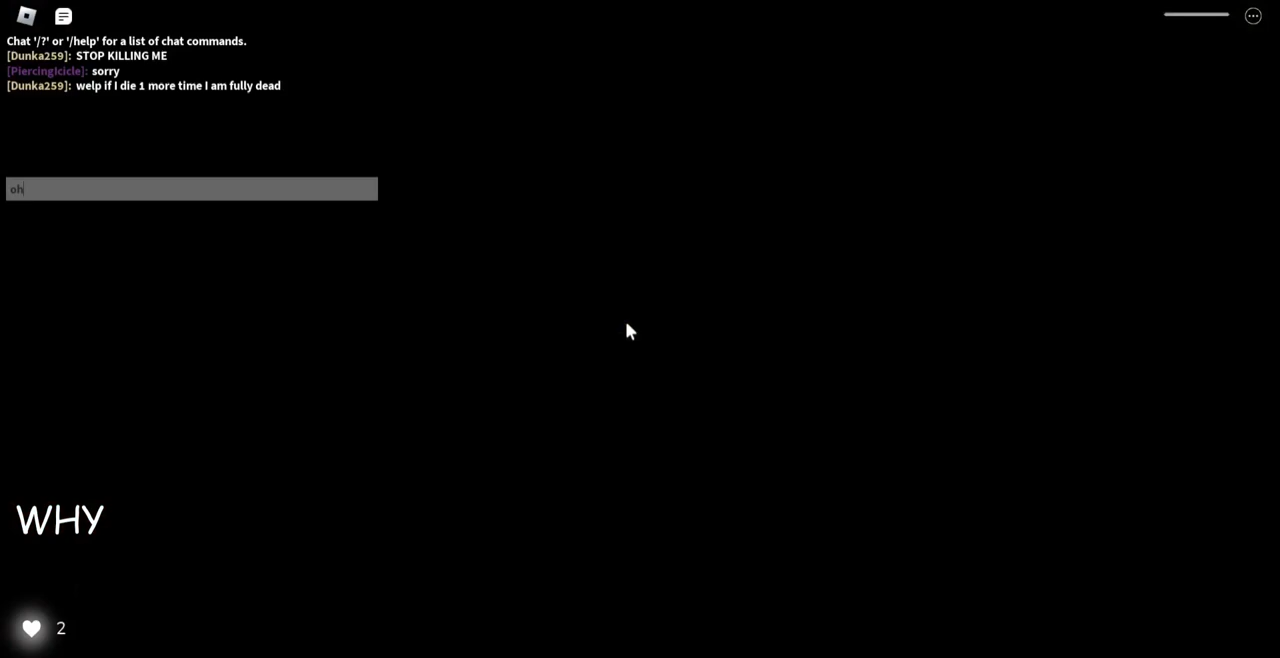 Chat '/?' or '/help' for a list of chat commands.
[Dunka259]: STOP KILLING ME
[PiercingIcicle]: sorry
[Dunka259]: welp if I die 1 more time I am fully dead
oh
WHY
2